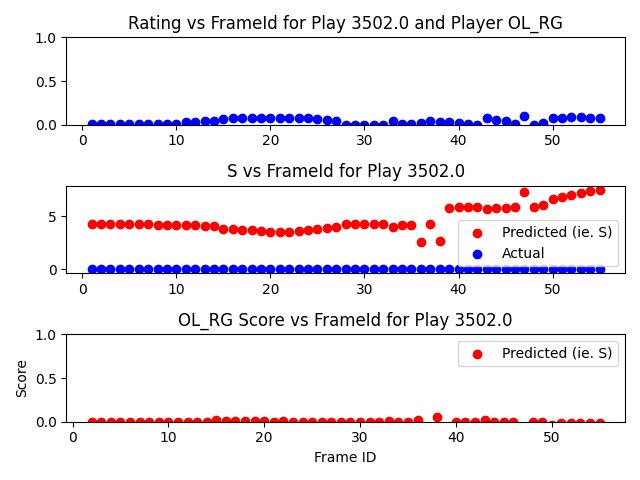 Rating vs FrameId for Play 3502.0 and Player OL_RG
1.0
0.5
0.0
0 10 20 30 40 50
S vs FrameId for Play 3502.0
5
0
Predicted (ie. S)
Actual
0 10 20 30 40 50
OL_RG Score vs FrameId for Play 3502.0
1.0
0.5
0.0
Score
Predicted (ie. S)
0 10 20 30 40 50
Frame ID